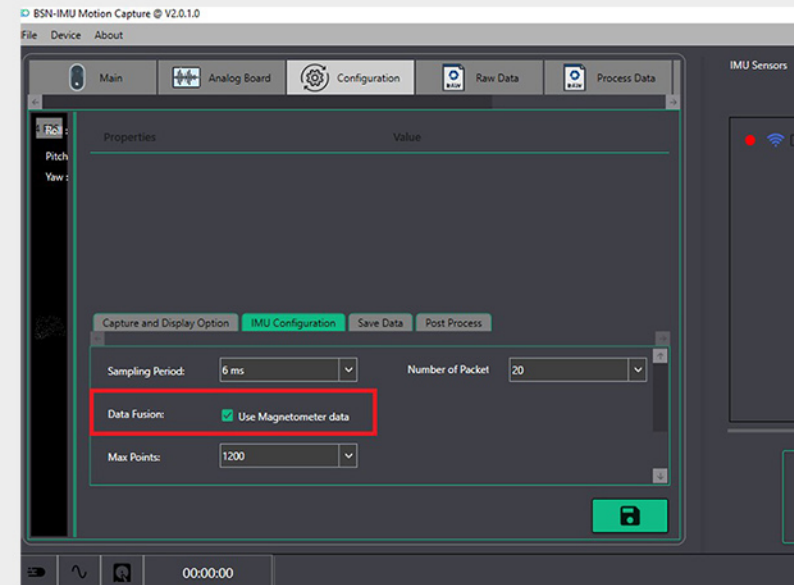 BSN-IMU Motion Capture @ V2.0.1.0
File Device About
Main
Analog Board
Configuration
Raw Data
Process Data
IMU Sensors
Roll :
Pitch
Yaw :
Properties Value
Capture and Display Option
IMU Configuration
Save Data
Post Process
Sampling Period: 6 ms
Number of Packet 20
Data Fusion: Use Magnetometer data
Max Points: 1200
00:00:00